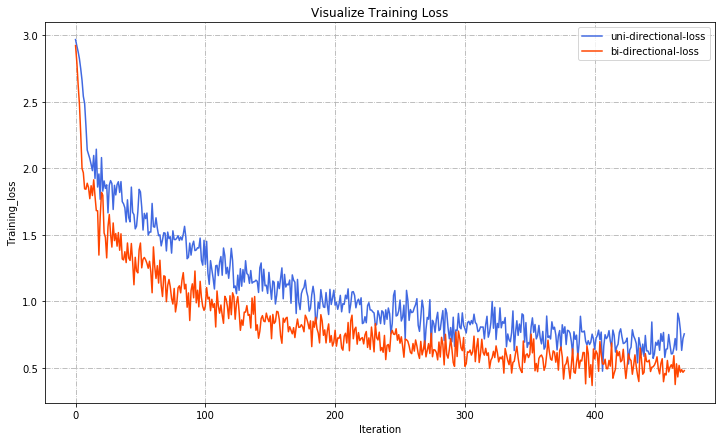 Visualize Training Loss
uni-directional-loss
bi-directional-loss
Training_loss
3.0
2.5
2.0
1.5
1.0
0.5
0
100
200
300
400
Iteration